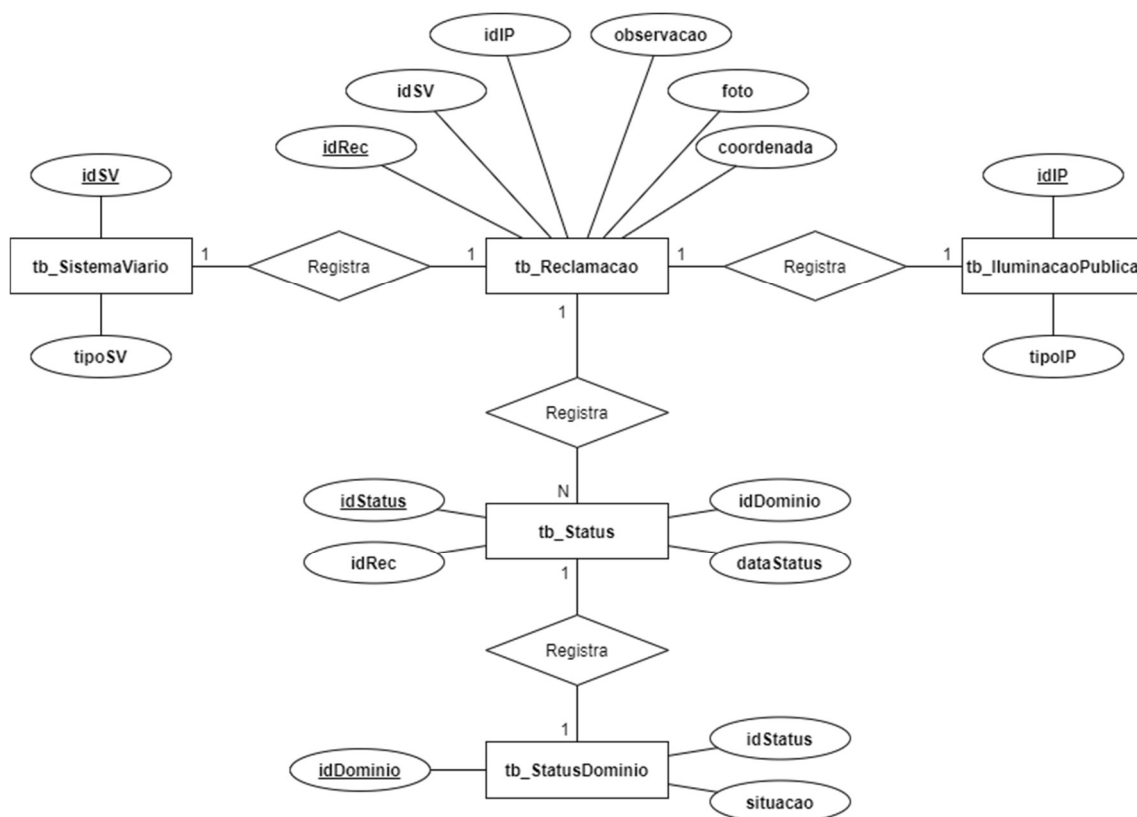 idIP
observacao
idSV
foto
idRec
coordenada
idSV
idIP
tb_SistemaViario
1
Registra
1
tb_Reclamacao
1
Registra
1
tb_IluminacaoPublica
tipoSV
1
tipoIP
Registra
N
idStatus
idDominio
tb_Status
idRec
dataStatus
1
Registra
1
idStatus
idDominio
tb_StatusDominio
situacao